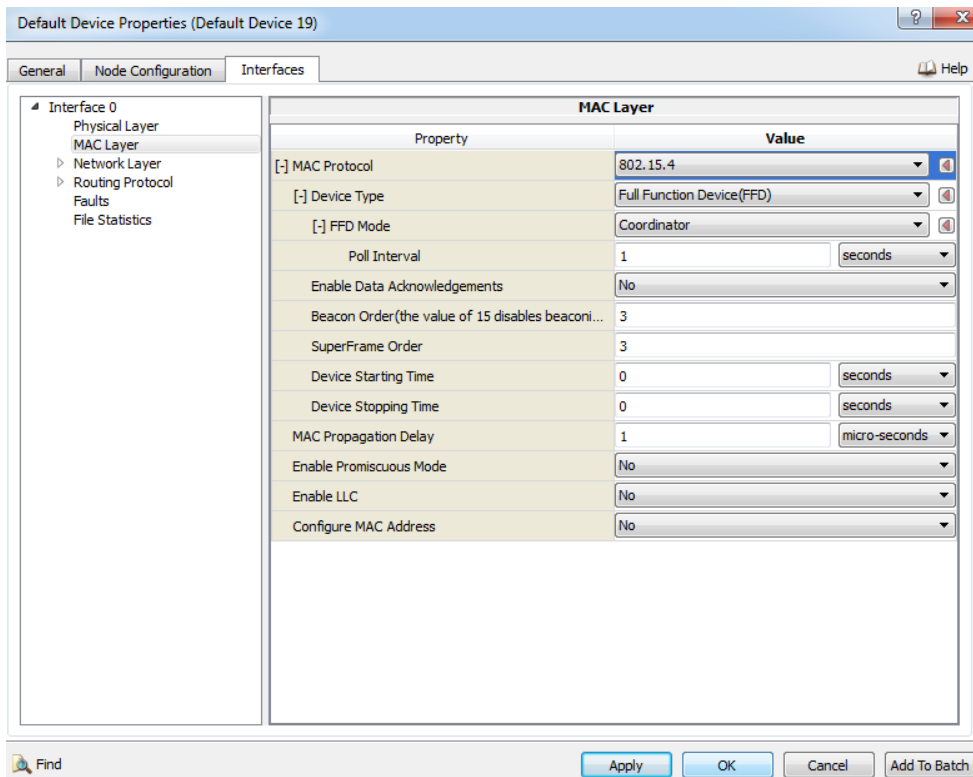 Default Device Properties (Default Device 19)
General Node Configuration Interfaces Help
Interface 0
Physical Layer
MAC Layer
Network Layer
Routing Protocol
Faults
File Statistics
MAC Layer
Property Value
[-] MAC Protocol 802.15.4
[-] Device Type Full Function Device(FFD)
[-] FFD Mode Coordinator
Poll Interval 1 seconds
Enable Data Acknowledgements No
Beacon Order(the value of 15 disables beaconi... 3
SuperFrame Order 3
Device Starting Time 0 seconds
Device Stopping Time 0 seconds
MAC Propagation Delay 1 micro-seconds
Enable Promiscuous Mode No
Enable LLC No
Configure MAC Address No
Find Apply OK Cancel Add To Batch